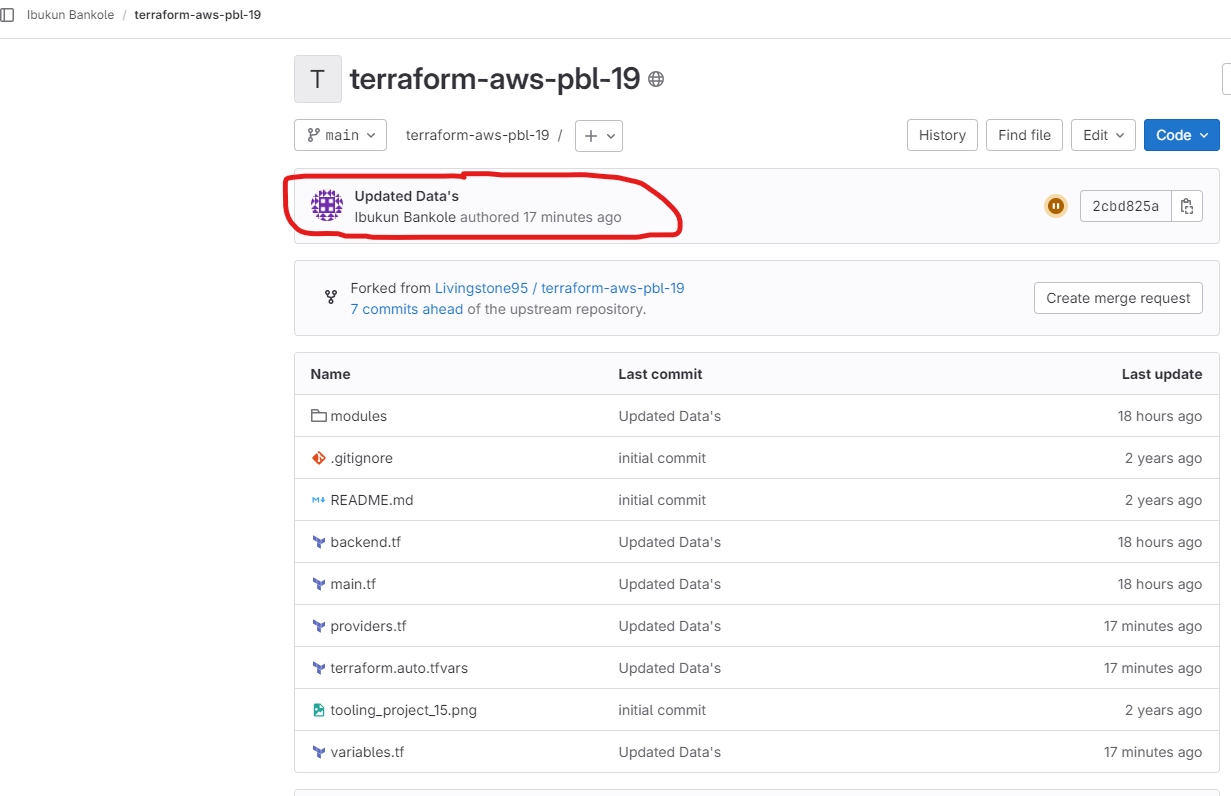 Ibukun Bankole / terraform-aws-pbl-19
T terraform-aws-pbl-19
main terraform-aws-pbl-19 / + History Find file Edit Code
Updated Data's
Ibukun Bankole authored 17 minutes ago
2cbd825a
Forked from Livingstone95 / terraform-aws-pbl-19
7 commits ahead of the upstream repository.
Create merge request
Name Last commit Last update
modules Updated Data's 18 hours ago
.gitignore initial commit 2 years ago
README.md initial commit 2 years ago
backend.tf Updated Data's 18 hours ago
main.tf Updated Data's 18 hours ago
providers.tf Updated Data's 17 minutes ago
terraform.auto.tfvars Updated Data's 17 minutes ago
tooling_project_15.png initial commit 2 years ago
variables.tf Updated Data's 17 minutes ago